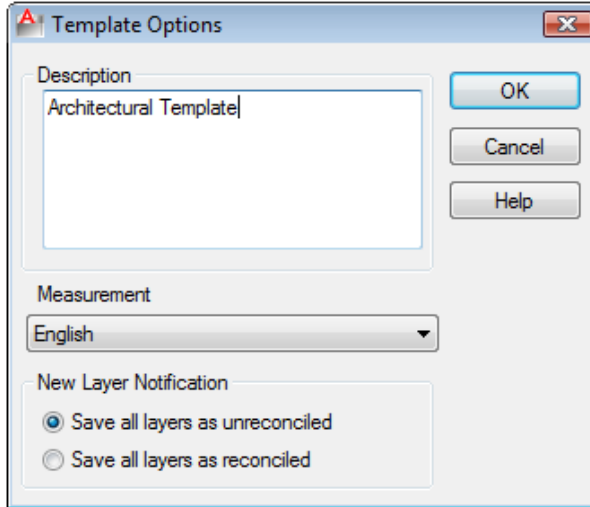 Template Options
Description
Architectural Template
OK
Cancel
Help
Measurement
English
New Layer Notification
Save all layers as unreconciled
Save all layers as reconciled